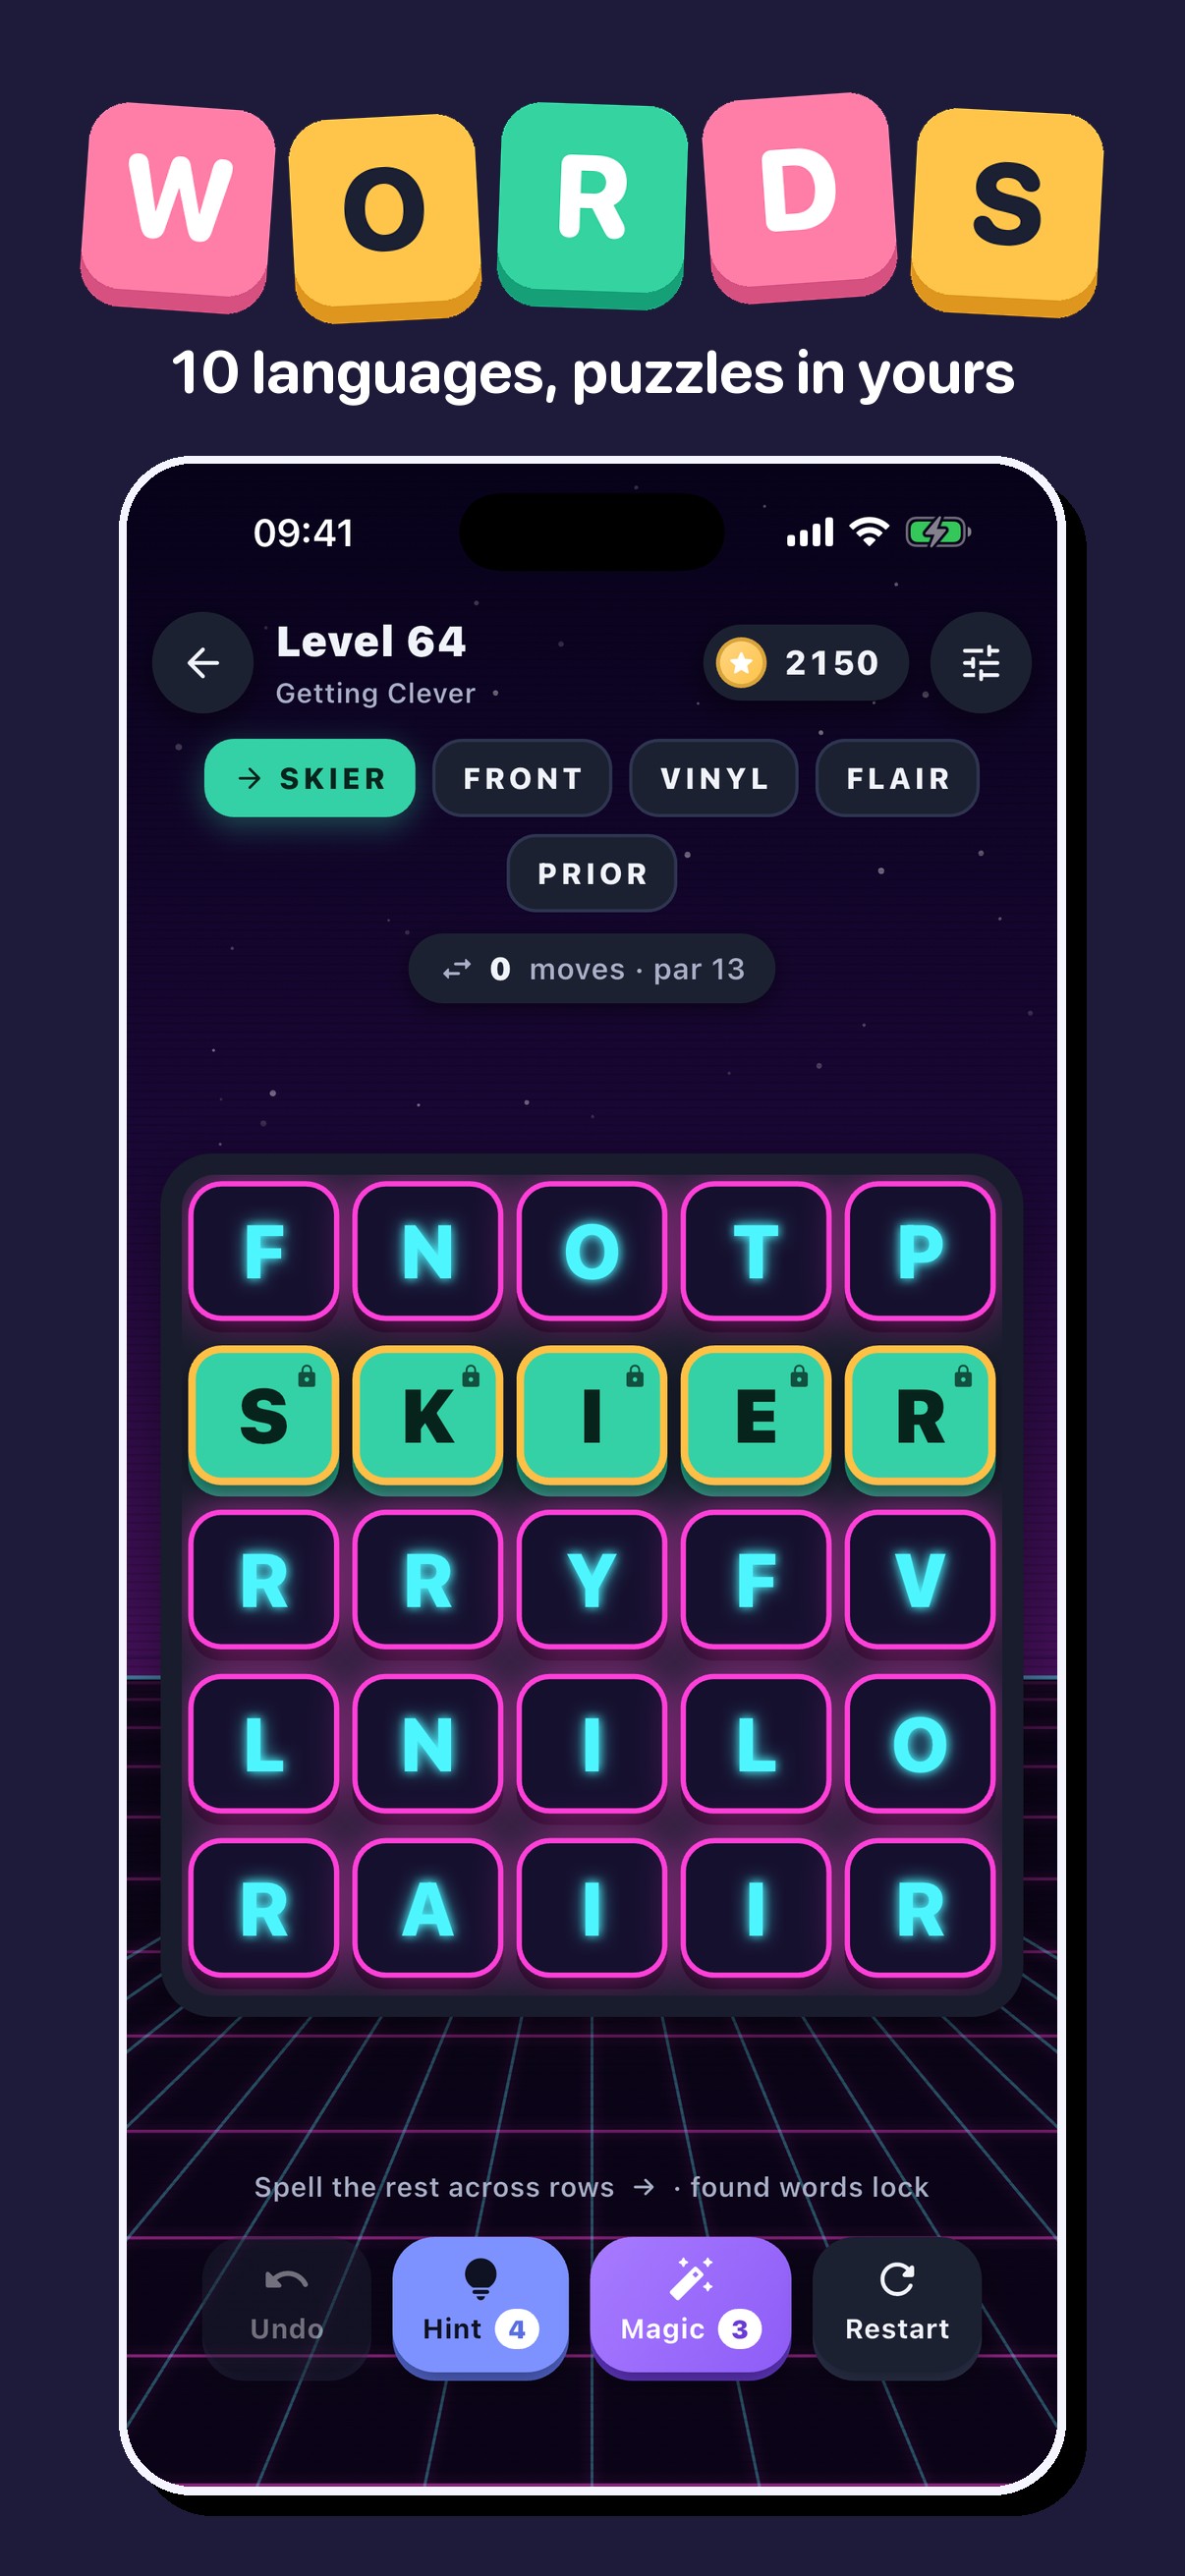 WORDS
10 languages, puzzles in yours
09:41
Level 64
2150
Getting Clever
→ SKIER FRONT VINYL FLAIR
PRIOR
0 moves · par 13
F N O T P
S K I E R
R R Y F V
L N I L O
R A I I R
Spell the rest across rows → · found words lock
Undo Hint 4 Magic 3 Restart